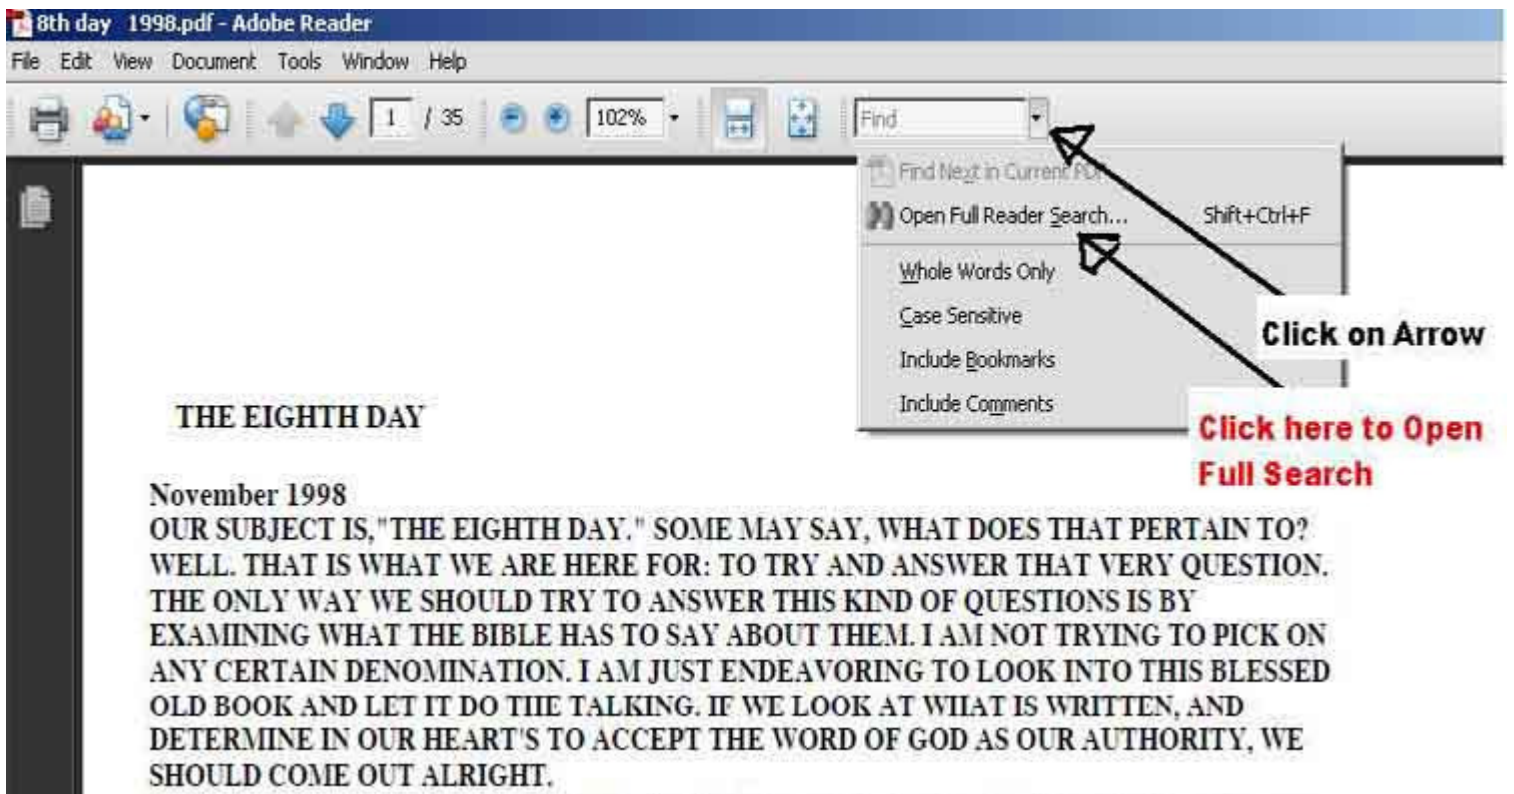 8th day 1998.pdf - Adobe Reader
File Edit View Document Tools Window Help
1 / 35 102% Find
Find Next in Current PDF
Open Full Reader Search... Shift+Ctrl+F
Whole Words Only
Case Sensitive
Include Bookmarks
Include Comments
Click on Arrow
Click here to Open
Full Search
THE EIGHTH DAY
November 1998
OUR SUBJECT IS,"THE EIGHTH DAY." SOME MAY SAY, WHAT DOES THAT PERTAIN TO?
WELL. THAT IS WHAT WE ARE HERE FOR: TO TRY AND ANSWER THAT VERY QUESTION.
THE ONLY WAY WE SHOULD TRY TO ANSWER THIS KIND OF QUESTIONS IS BY
EXAMINING WHAT THE BIBLE HAS TO SAY ABOUT THEM. I AM NOT TRYING TO PICK ON
ANY CERTAIN DENOMINATION. I AM JUST ENDEAVORING TO LOOK INTO THIS BLESSED
OLD BOOK AND LET IT DO THE TALKING. IF WE LOOK AT WHAT IS WRITTEN, AND
DETERMINE IN OUR HEART'S TO ACCEPT THE WORD OF GOD AS OUR AUTHORITY, WE
SHOULD COME OUT ALRIGHT.